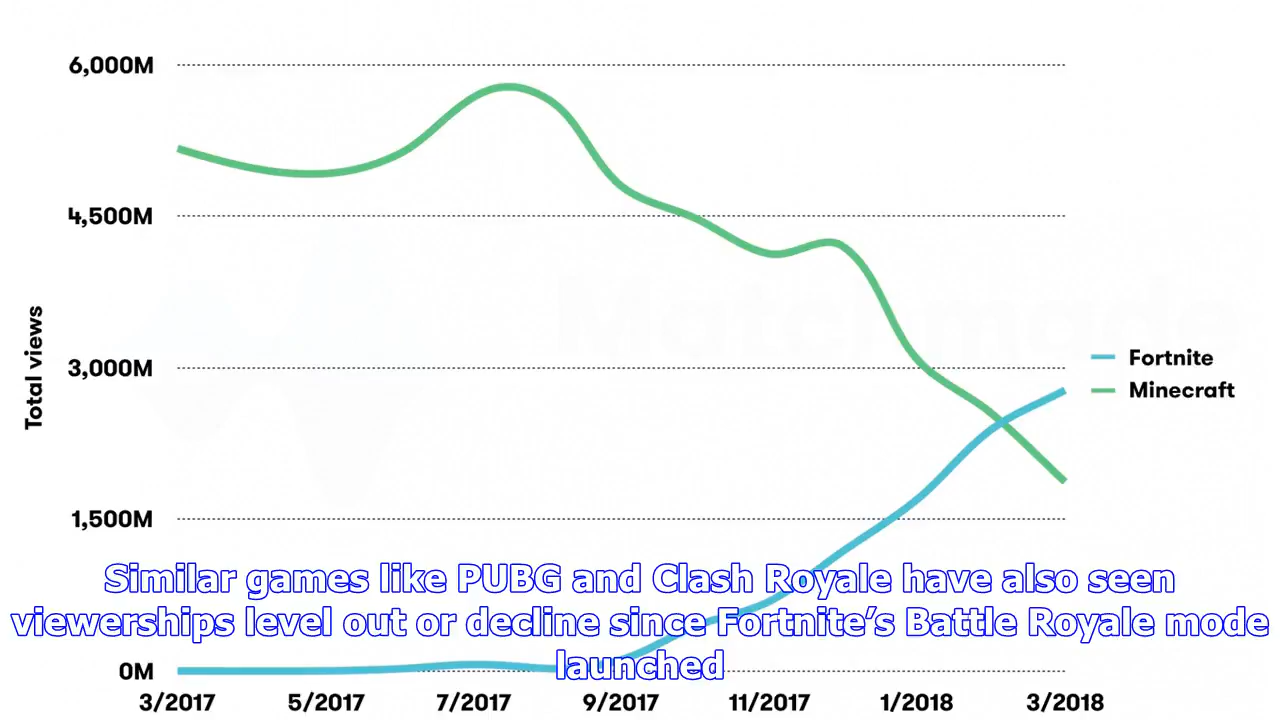 6,000M
4,500M
3,000M
1,500M
0M
Total views
Matchmade
Fortnite
Minecraft
Similar games like PUBG and Clash Royale have also seen
viewerships level out or decline since Fortnite’s Battle Royale mode
launched
3/2017 5/2017 7/2017 9/2017 11/2017 1/2018 3/2018